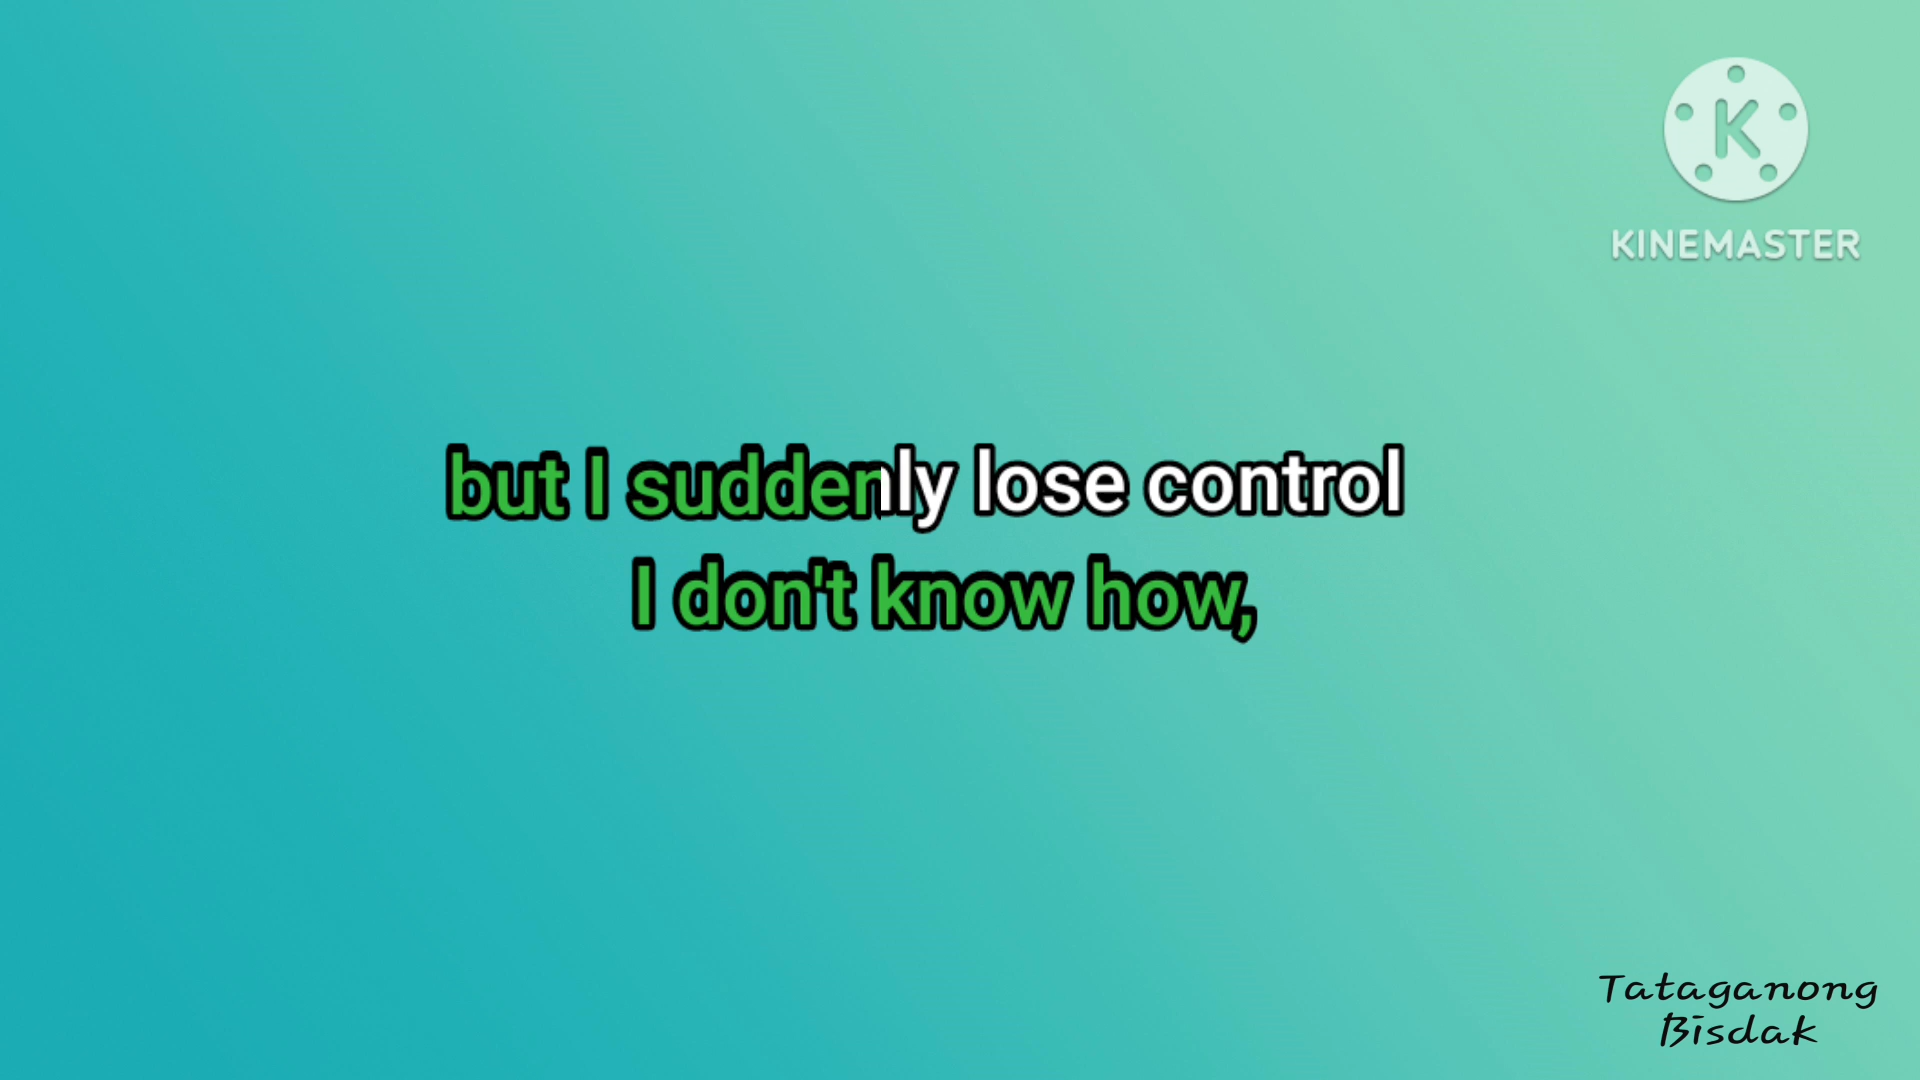 K
KINEMASTER
but I suddenly lose control
I don't know how,
Tataganong
Bisdak